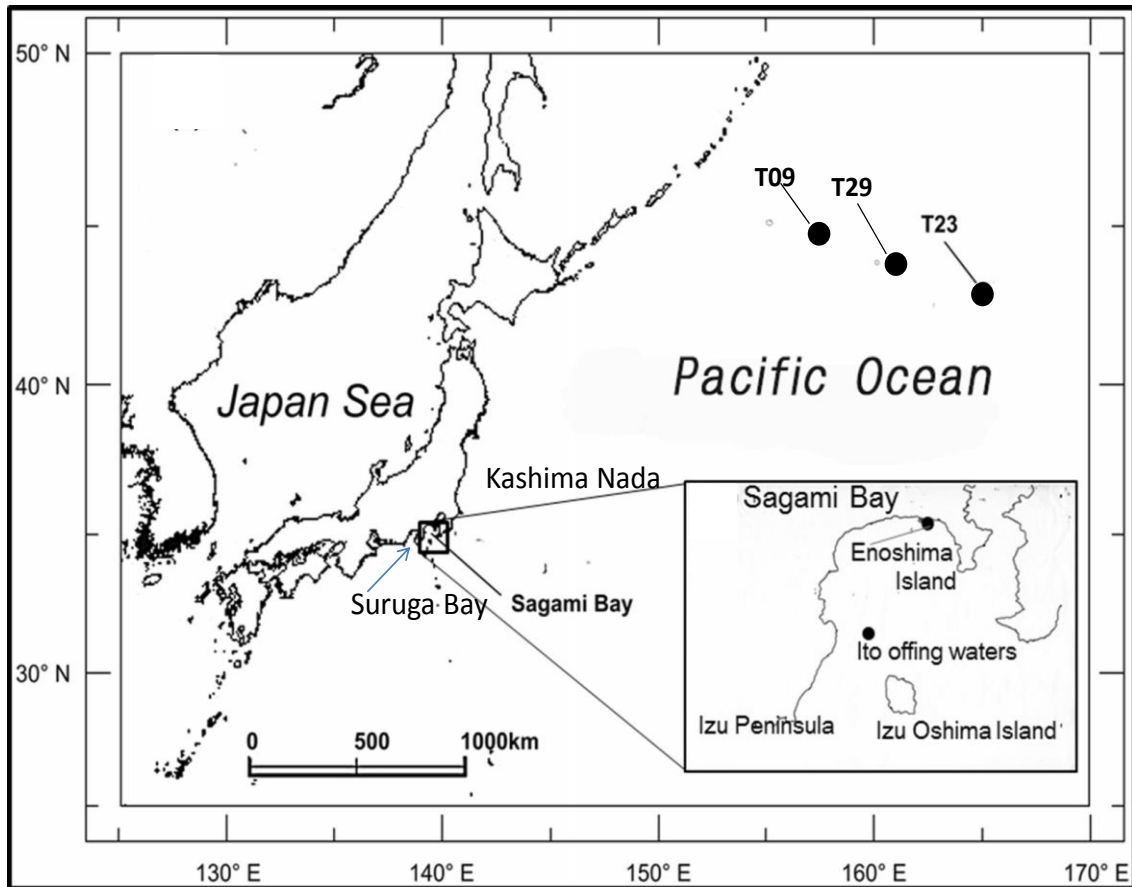 50° N
T09
T29
T23
40° N
Japan Sea
Pacific Ocean
Kashima Nada
Sagami Bay
Enoshima
Island
Suruga Bay
Sagami Bay
Ito offing waters
30° N
Izu Peninsula
Izu Oshima Island
0
500
1000km
130° E
140° E
150° E
160° E
170° E